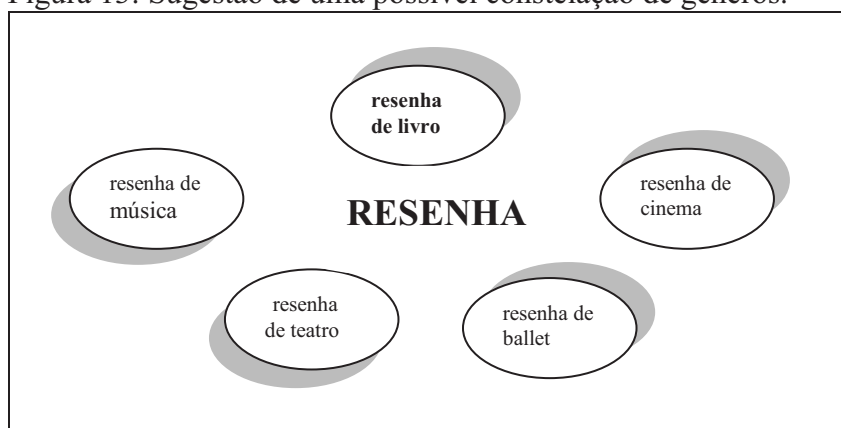 Figura 13: Sugestão de uma possível constelação de gêneros.
resenha
de livro
resenha de
música
RESENHA
resenha de
cinema
resenha
de teatro
resenha de
ballet